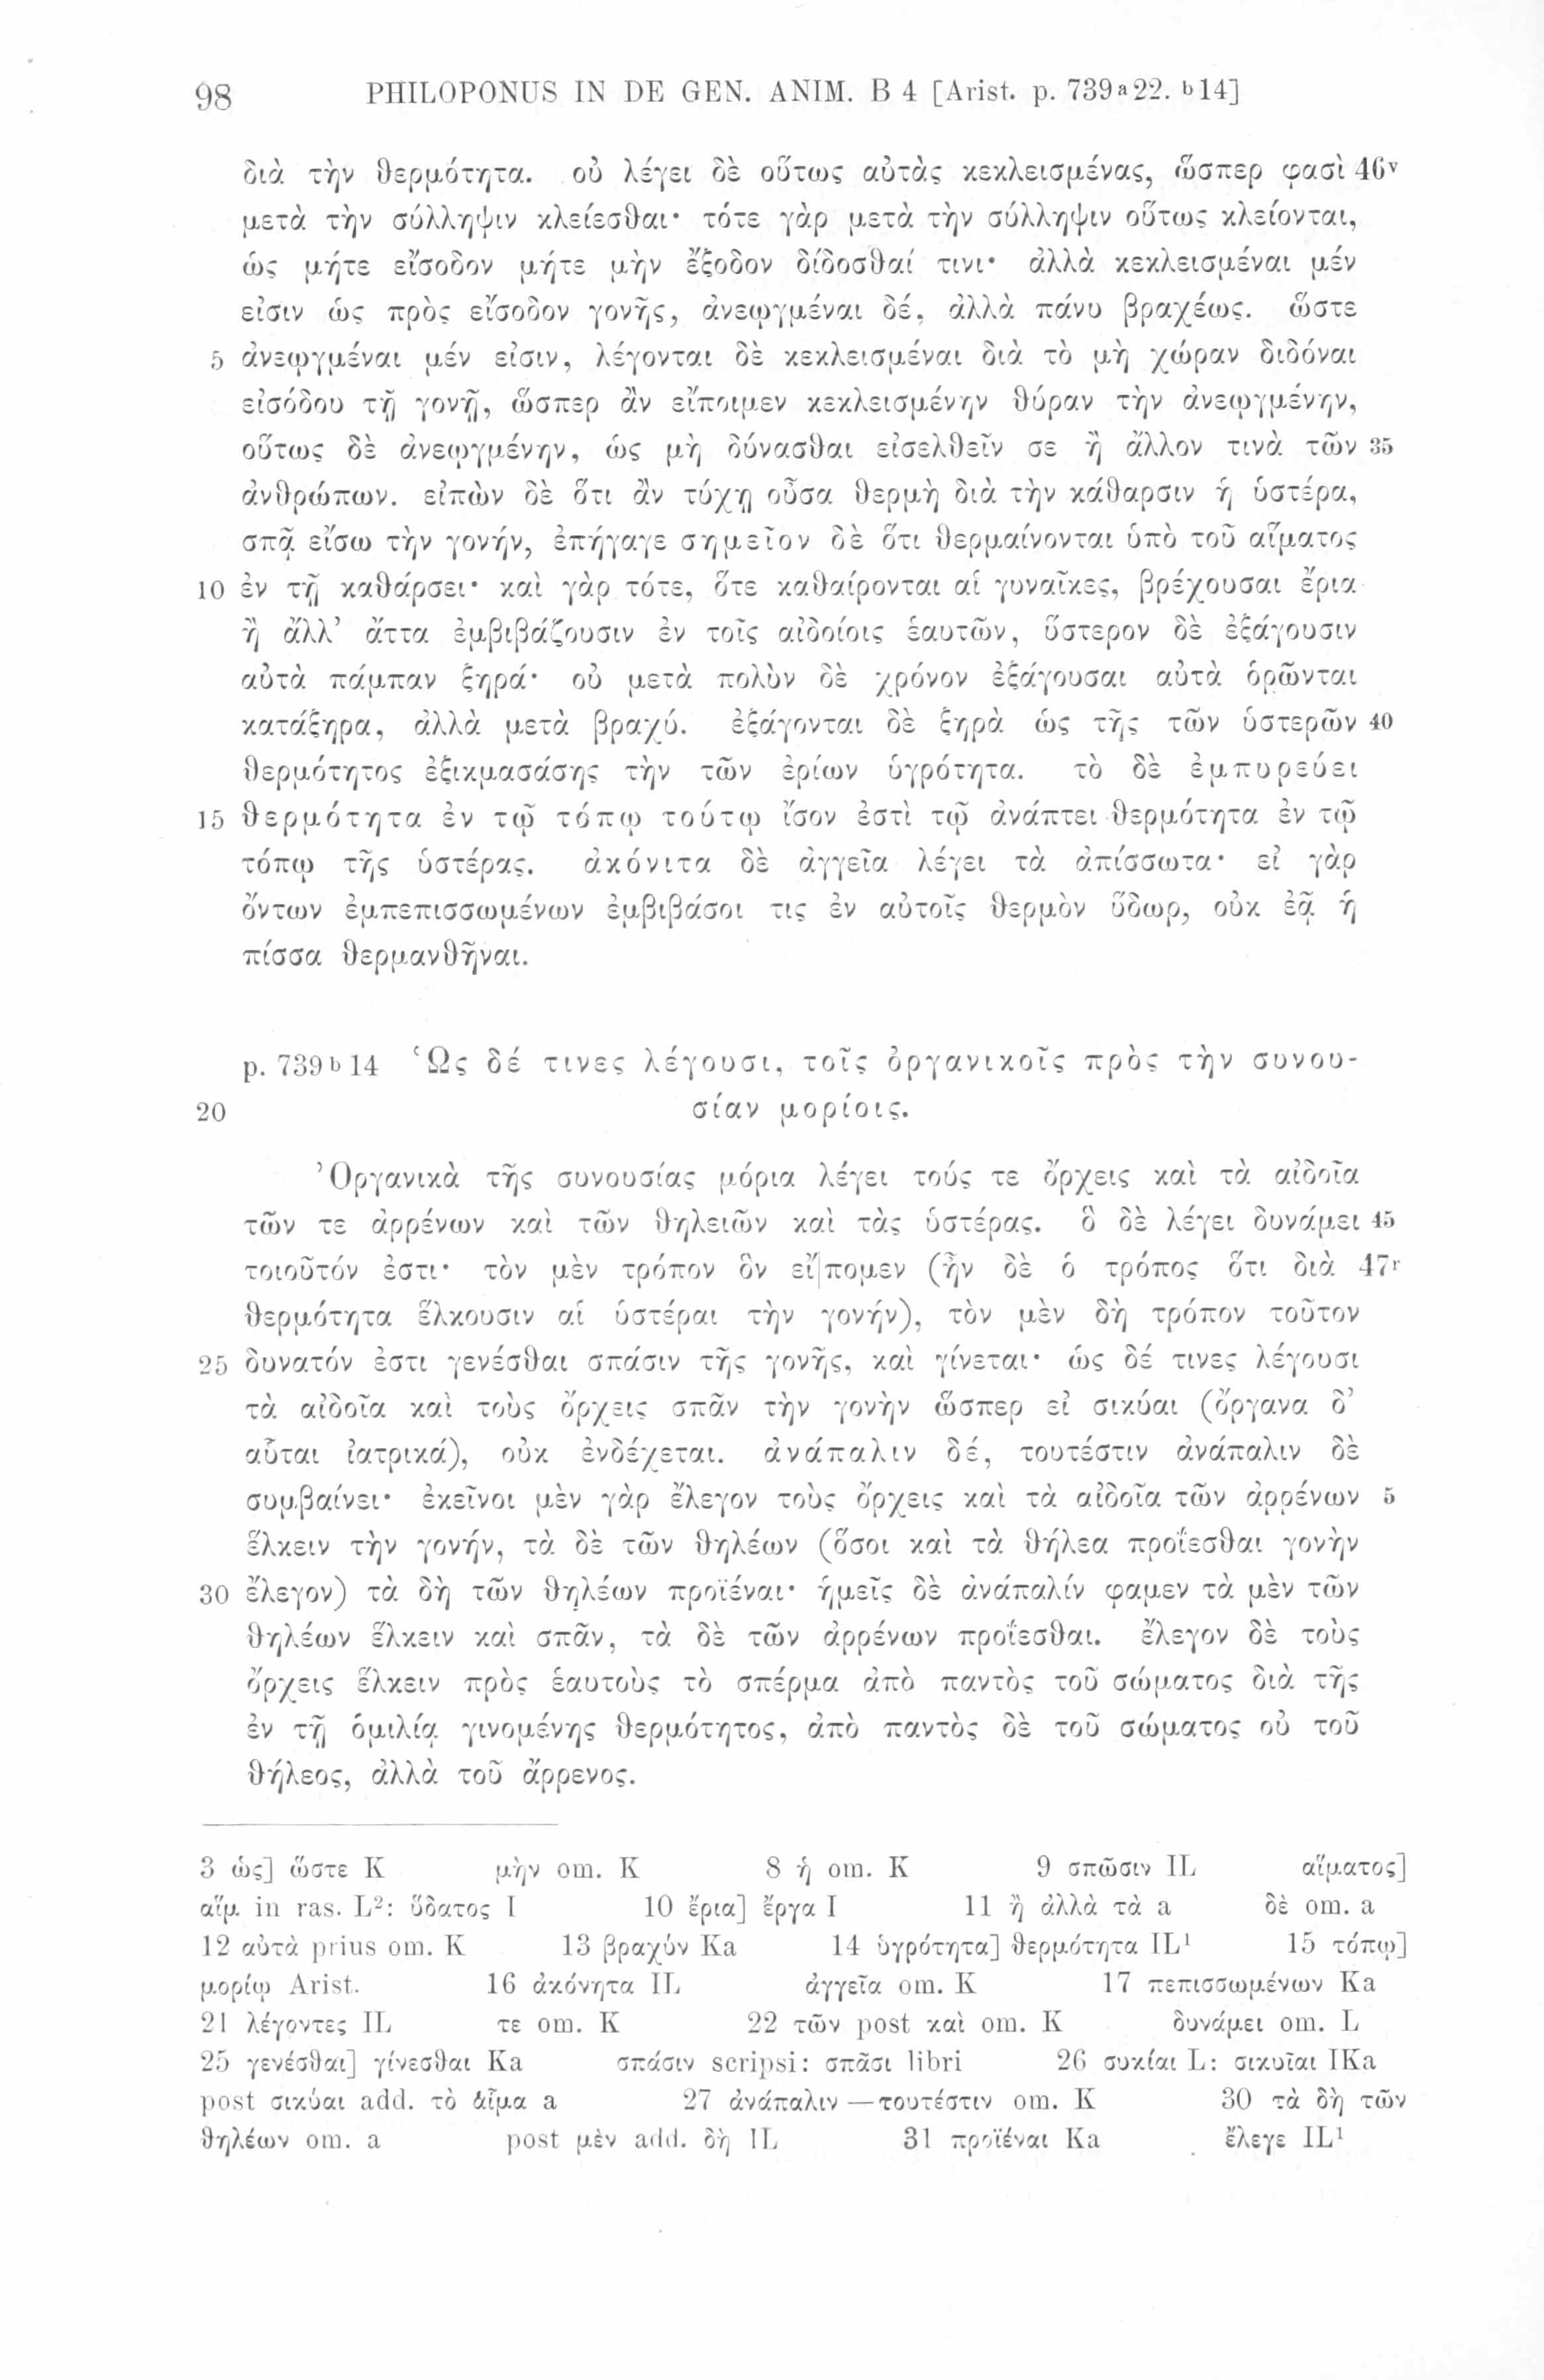 98 PHILOPONUS IN DE GEN. ANIM. B 4 [Arist. p. 739a22. b14]
διὰ τὴν θερμότητα. οὐ λέγει δὲ οὕτως αὐτὰς κεκλεισμένας, ὥσπερ φασὶ 46v
μετὰ τὴν σύλληψιν κλείεσθαι· τότε γὰρ μετὰ τὴν σύλληψιν οὕτως κλείονται,
ὡς μήτε εἴσοδον μήτε μὴν ἔξοδον δίδοσθαί τινι· ἀλλὰ κεκλεισμέναι μέν
εἰσιν ὡς πρὸς εἴσοδον γονῆς, ἀνεῳγμέναι δέ, ἀλλὰ πάνυ βραχέως. ὥστε
5 ἀνεῳγμέναι μέν εἰσιν, λέγονται δὲ κεκλεισμέναι διὰ τὸ μὴ χώραν διδόναι
εἰσόδου τῇ γονῇ, ὥσπερ ἂν εἴποιμεν κεκλεισμένην θύραν τὴν ἀνεῳγμένην,
οὕτως δὲ ἀνεῳγμένην, ὡς μὴ δύνασθαι εἰσελθεῖν σε ἢ ἄλλον τινὰ τῶν 35
ἀνθρώπων. εἰπὼν δὲ ὅτι ἂν τύχῃ οὖσα θερμὴ διὰ τὴν κάθαρσιν ἡ ὑστέρα,
σπᾷ εἴσω τὴν γονήν, ἐπήγαγε σημεῖον δὲ ὅτι θερμαίνονται ὑπὸ τοῦ αἵματος
10 ἐν τῇ καθάρσει· καὶ γὰρ τότε, ὅτε καθαίρονται αἱ γυναῖκες, βρέχουσαι ἔρια
ἢ ἄλλ’ ἄττα ἐμβιβάζουσιν ἐν τοῖς αἰδοίοις ἑαυτῶν, ὕστερον δὲ ἐξάγουσιν
αὐτὰ πάμπαν ξηρά· οὐ μετὰ πολὺν δὲ χρόνον ἐξάγουσαι αὐτὰ ὁρῶνται
κατάξηρα, ἀλλὰ μετὰ βραχύ. ἐξάγονται δὲ ξηρὰ ὡς τῆς τῶν ὑστερῶν 40
θερμότητος ἐξικμασάσης τὴν τῶν ἐρίων ὑγρότητα. τὸ δὲ ἐμπυρεύει
15 θερμότητα ἐν τῷ τόπῳ τούτῳ ἴσον ἐστὶ τῷ ἀνάπτει θερμότητα ἐν τῷ
τόπῳ τῆς ὑστέρας. ἀκόνιτα δὲ ἀγγεῖα λέγει τὰ ἀπίσσωτα· εἰ γὰρ
ὄντων ἐμπεπισσωμένων ἐμβιβάσοι τις ἐν αὐτοῖς θερμὸν ὕδωρ, οὐκ ἐᾷ ἡ
πίσσα θερμανθῆναι.
p. 739b14 Ὡς δέ τινες λέγουσι, τοῖς ὀργανικοῖς πρὸς τὴν συνου-
20 σίαν μορίοις.
Ὀργανικὰ τῆς συνουσίας μόρια λέγει τούς τε ὄρχεις καὶ τὰ αἰδοῖα
τῶν τε ἀρρένων καὶ τῶν θηλειῶν καὶ τὰς ὑστέρας. ὃ δὲ λέγει δυνάμει 45
τοιοῦτόν ἐστι· τὸν μὲν τρόπον ὃν εἴ|πομεν (ἦν δὲ ὁ τρόπος ὅτι διὰ 47r
θερμότητα ἕλκουσιν αἱ ὑστέραι τὴν γονήν), τὸν μὲν δὴ τρόπον τοῦτον
25 δυνατόν ἐστι γενέσθαι σπάσιν τῆς γονῆς, καὶ γίνεται· ὡς δέ τινες λέγουσι
τὰ αἰδοῖα καὶ τοὺς ὄρχεις σπᾶν τὴν γονὴν ὥσπερ εἰ σικύαι (ὄργανα δ’
αὗται ἰατρικά), οὐκ ἐνδέχεται. ἀνάπαλιν δέ, τουτέστιν ἀνάπαλιν δὲ
συμβαίνει· ἐκεῖνοι μὲν γὰρ ἔλεγον τοὺς ὄρχεις καὶ τὰ αἰδοῖα τῶν ἀρρένων 5
ἕλκειν τὴν γονήν, τὰ δὲ τῶν θηλέων (ὅσοι καὶ τὰ θήλεα προΐεσθαι γονὴν
30 ἔλεγον) τὰ δὴ τῶν θηλέων προϊέναι· ἡμεῖς δὲ ἀνάπαλίν φαμεν τὰ μὲν τῶν
θηλέων ἕλκειν καὶ σπᾶν, τὰ δὲ τῶν ἀρρένων προΐεσθαι. ἔλεγον δὲ τοὺς
ὄρχεις ἕλκειν πρὸς ἑαυτοὺς τὸ σπέρμα ἀπὸ παντὸς τοῦ σώματος διὰ τῆς
ἐν τῇ ὁμιλίᾳ γινομένης θερμότητος, ἀπὸ παντὸς δὲ τοῦ σώματος οὐ τοῦ
θήλεος, ἀλλὰ τοῦ ἄρρενος.
3 ὡς] ὥστε K μὴν om. K 8 ἡ om. K 9 σπῶσιν IL αἵματος]
αἵμ in ras. L²: ὕδατος I 10 ἔρια] ἔργα I 11 ἢ ἀλλὰ τὰ a δὲ om. a
12 αὐτὰ prius om. K 13 βραχύν Ka 14 ὑγρότητα] θερμότητα IL¹ 15 τόπῳ]
μορίῳ Arist. 16 ἀκόνητα IL ἀγγεῖα om. K 17 πεπισσωμένων Ka
21 λέγοντες IL τε om. K 22 τῶν post καὶ om. K δυνάμει om. L
25 γενέσθαι] γίνεσθαι Ka σπάσιν scripsi: σπᾶσι libri 26 συκίαι L: σικυῖαι IKa
post σικύαι add. τὸ αἷμα a 27 ἀνάπαλιν — τουτέστιν om. K 30 τὰ δὴ τῶν
θηλέων om. a post μὲν add. δὴ IL 31 προϊέναι Ka ἔλεγε IL¹